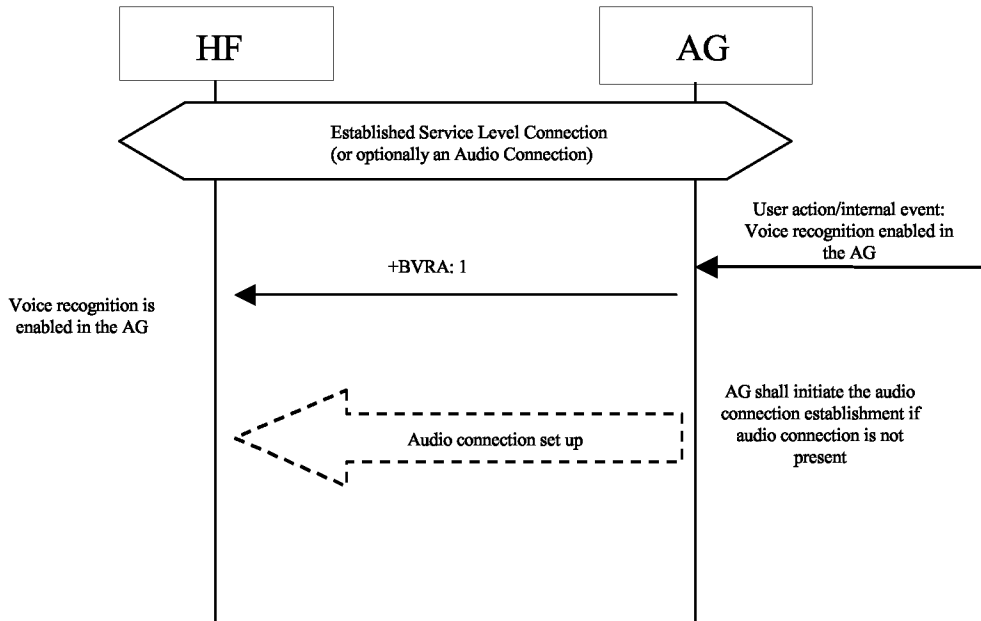 HF
AG
Established Service Level Connection
(or optionally an Audio Connection)
User action/internal event:
Voice recognition enabled in
the AG
+BVRA: 1
Voice recognition is
enabled in the AG
AG shall initiate the audio
connection establishment if
audio connection is not
present
Audio connection set up